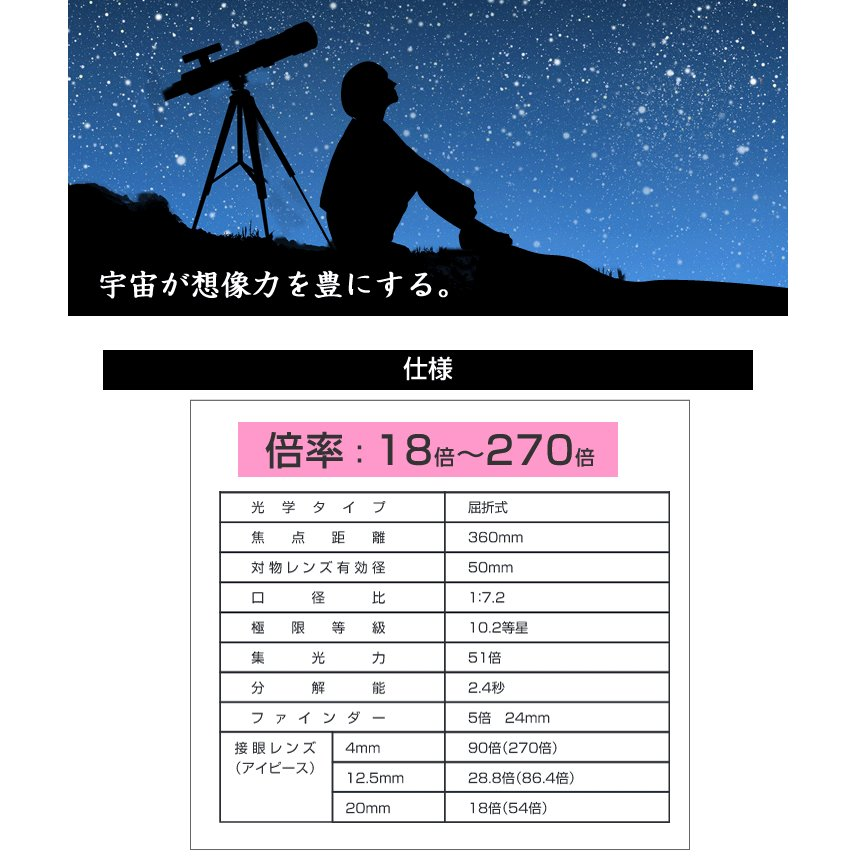 宇宙が想像力を豊にする。
仕様
倍率：18倍～270倍
光学タイプ 屈折式
焦点距離 360mm
対物レンズ有効径 50mm
口径比 1:7.2
極限等級 10.2等星
集光力 51倍
分解能 2.4秒
ファインダー 5倍 24mm
接眼レンズ 4mm 90倍(270倍)
(アイピース)
12.5mm 28.8倍(86.4倍)
20mm 18倍(54倍)